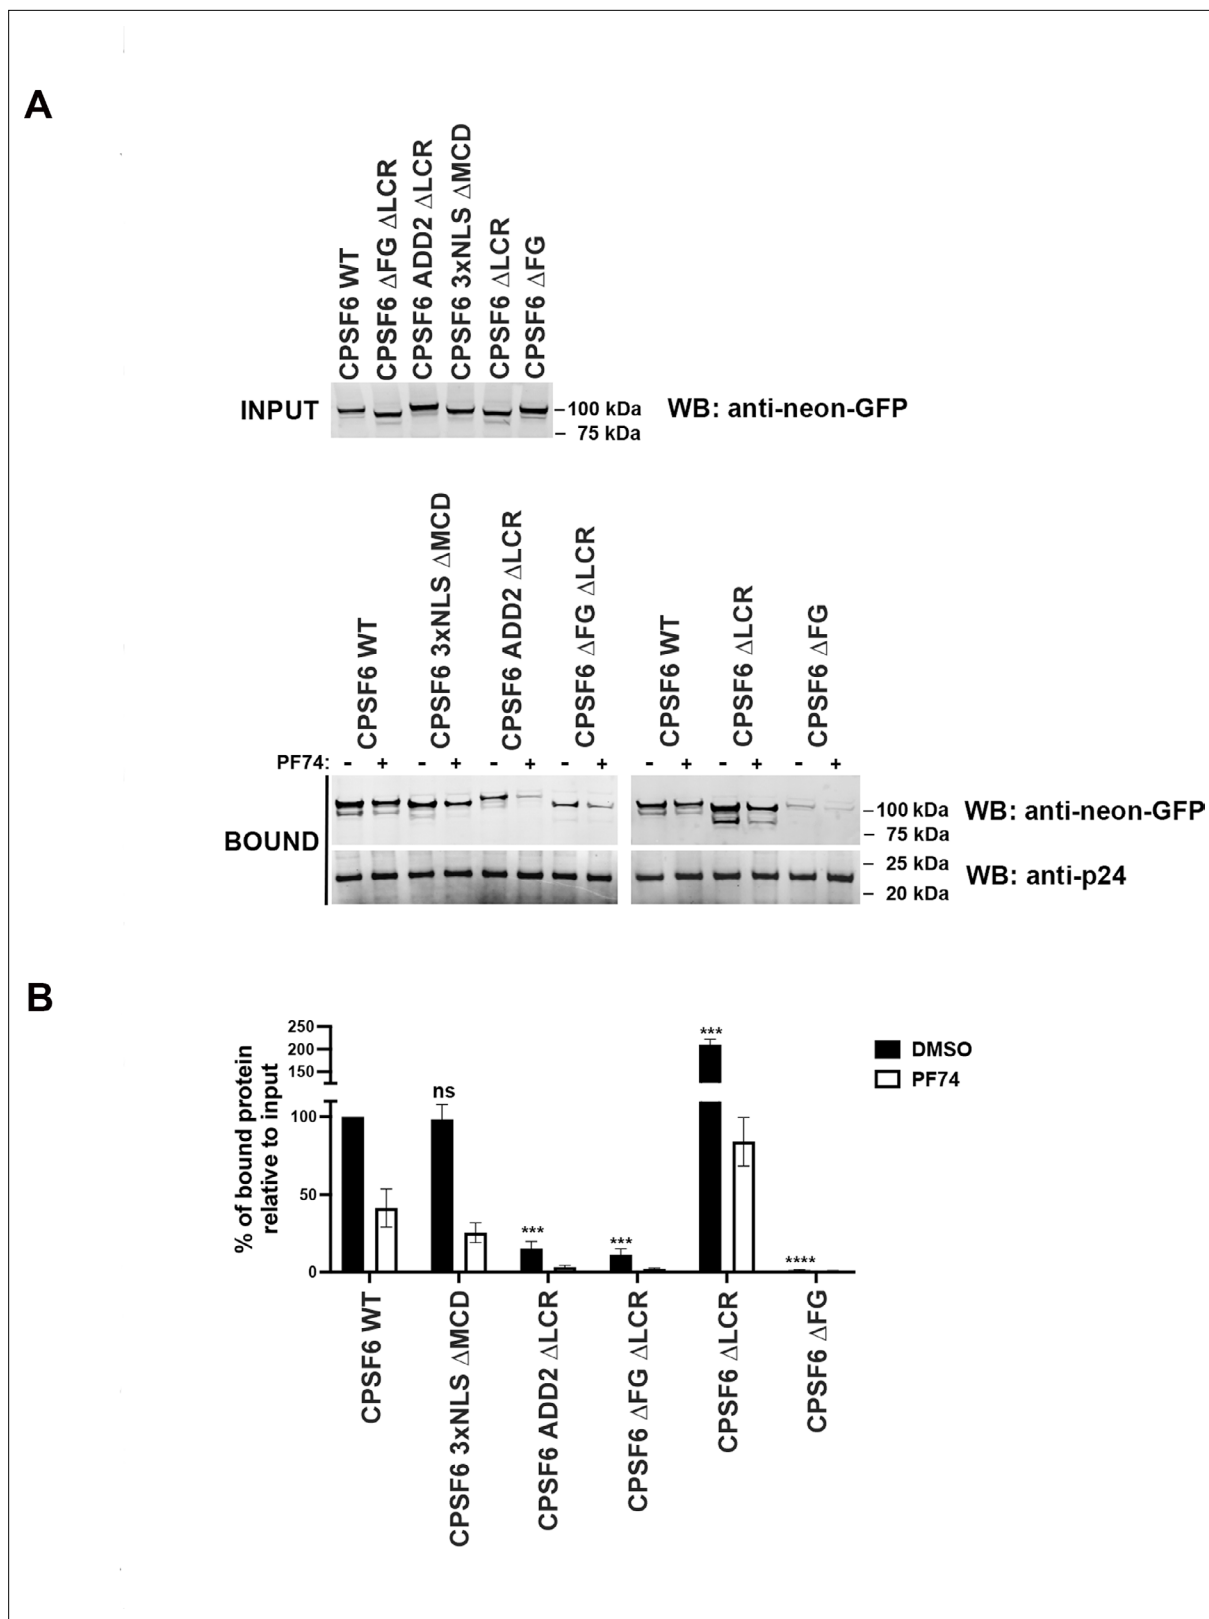 A
CPSF6 WT
CPSF6 ΔFG ΔLCR
CPSF6 ADD2 ΔLCR
CPSF6 3xNLS ΔMCD
CPSF6 ΔLCR
CPSF6 ΔFG
INPUT
100 kDa
75 kDa
WB: anti-neon-GFP
CPSF6 WT
CPSF6 3xNLS ΔMCD
CPSF6 ADD2 ΔLCR
CPSF6 ΔFG ΔLCR
CPSF6 WT
CPSF6 ΔLCR
CPSF6 ΔFG
PF74: - + - + - + - + - + - + - +
BOUND
100 kDa
75 kDa
WB: anti-neon-GFP
25 kDa
20 kDa
WB: anti-p24
B
% of bound protein
relative to input
250
200
150
100
50
0
ns
***
***
***
****
DMSO
PF74
CPSF6 WT
CPSF6 3xNLS ΔMCD
CPSF6 ADD2 ΔLCR
CPSF6 ΔFG ΔLCR
CPSF6 ΔLCR
CPSF6 ΔFG